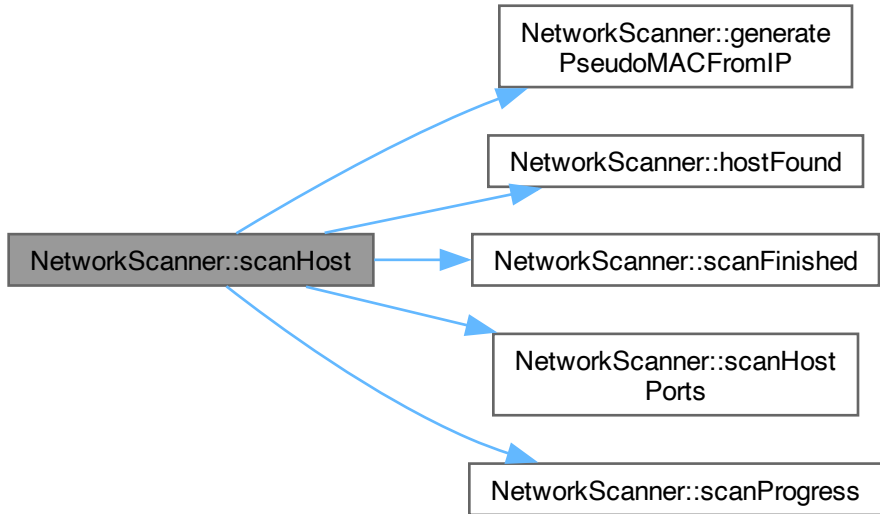 NetworkScanner::generate
PseudoMACFromIP
NetworkScanner::hostFound
NetworkScanner::scanHost
NetworkScanner::scanFinished
NetworkScanner::scanHost
Ports
NetworkScanner::scanProgress